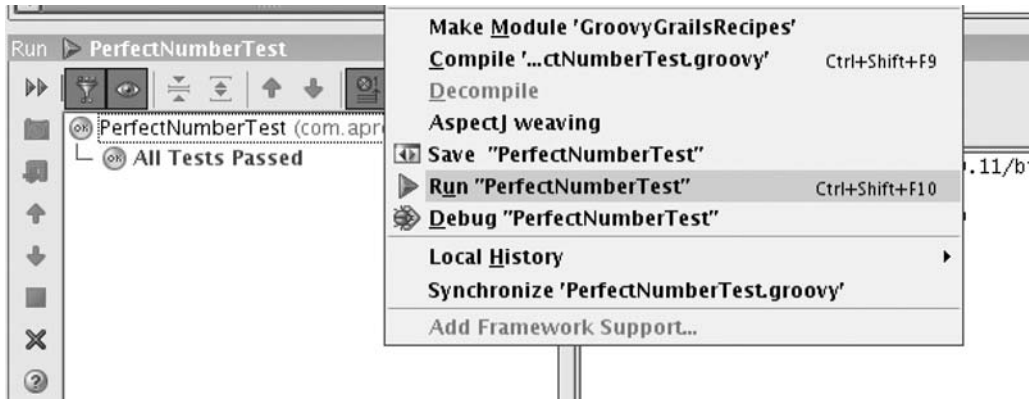 Run PerfectNumberTest
PerfectNumberTest (com.apr
All Tests Passed
Make Module 'GroovyGrailsRecipes'
Compile '...ctNumberTest.groovy' Ctrl+Shift+F9
Decompile
AspectJ weaving
Save "PerfectNumberTest"
Run "PerfectNumberTest" Ctrl+Shift+F10
Debug "PerfectNumberTest"
Local History
Synchronize 'PerfectNumberTest.groovy'
Add Framework Support...
.11/b